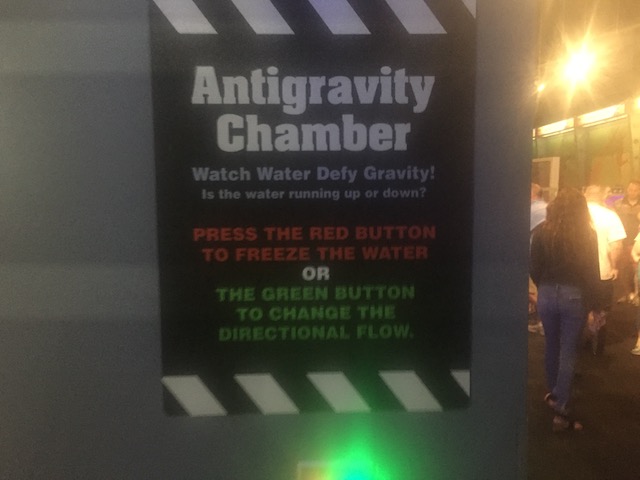 Antigravity
Chamber
Watch Water Defy Gravity!
Is the water running up or down?
PRESS THE RED BUTTON
TO FREEZE THE WATER
OR
THE GREEN BUTTON
TO CHANGE THE
DIRECTIONAL FLOW.